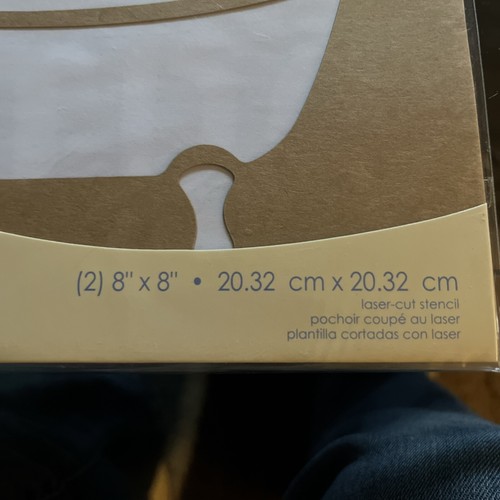 (2) 8" x 8" • 20.32 cm x 20.32 cm
laser-cut stencil
pochoir coupé au laser
plantilla cortadas con laser